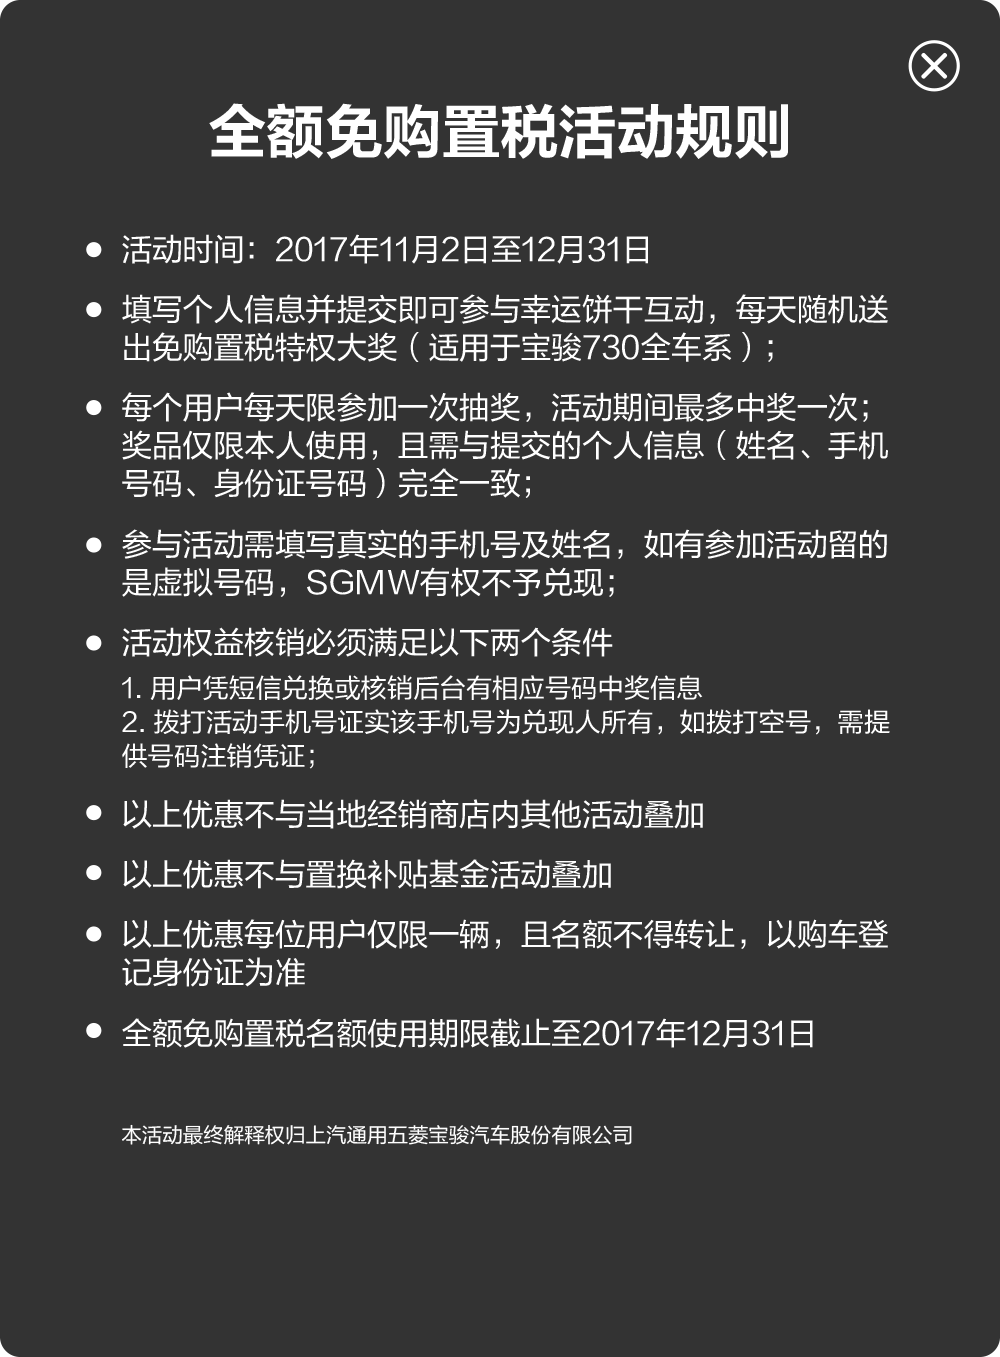 全额免购置税活动规则
● 活动时间：2017年11月2日至12月31日
● 填写个人信息并提交即可参与幸运饼干互动，每天随机送
出免购置税特权大奖（适用于宝骏730全车系）；
● 每个用户每天限参加一次抽奖，活动期间最多中奖一次；
奖品仅限本人使用，且需与提交的个人信息（姓名、手机
号码、身份证号码）完全一致；
● 参与活动需填写真实的手机号及姓名，如有参加活动留的
是虚拟号码，SGMW有权不予兑现；
● 活动权益核销必须满足以下两个条件
1. 用户凭短信兑换或核销后台有相应号码中奖信息
2. 拨打活动手机号证实该手机号为兑现人所有，如拨打空号，需提
供号码注销凭证；
● 以上优惠不与当地经销商店内其他活动叠加
● 以上优惠不与置换补贴基金活动叠加
● 以上优惠每位用户仅限一辆，且名额不得转让，以购车登
记身份证为准
● 全额免购置税名额使用期限截止至2017年12月31日
本活动最终解释权归上汽通用五菱宝骏汽车股份有限公司